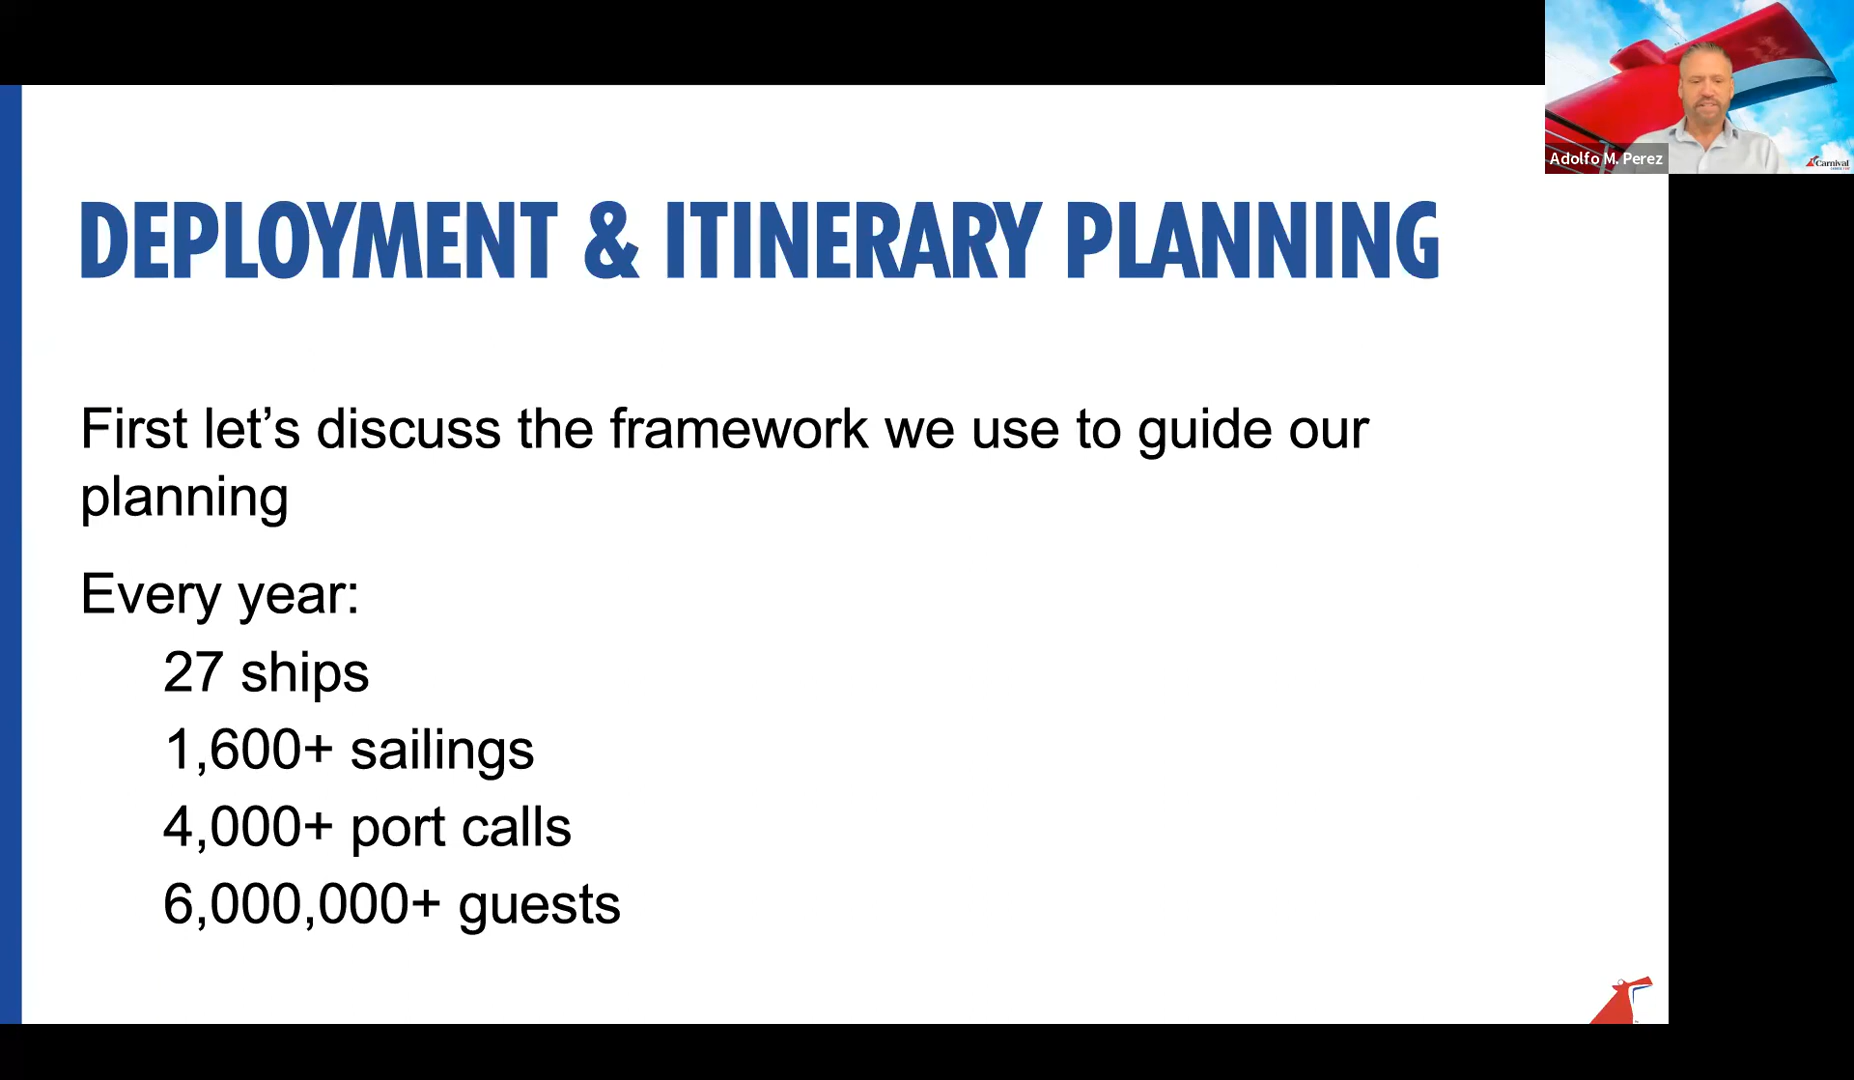 Adolfo M. Perez
Carnival
DEPLOYMENT & ITINERARY PLANNING
First let’s discuss the framework we use to guide our
planning
Every year:
27 ships
1,600+ sailings
4,000+ port calls
6,000,000+ guests